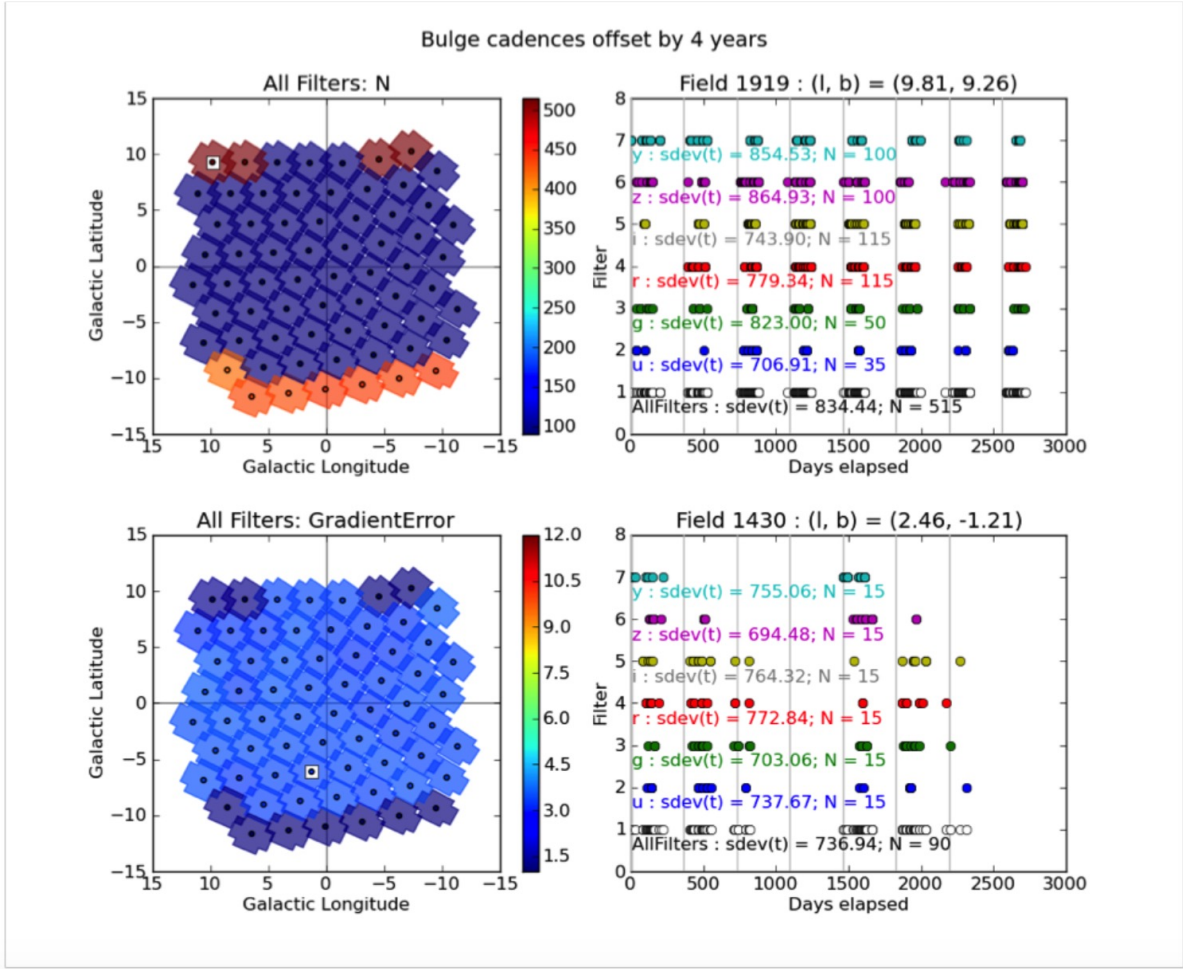 Bulge cadences offset by 4 years
All Filters: N
15
10
5
0
−5
−10
−15
15
10
5
0
−5
−10
−15
Galactic Latitude
Galactic Longitude
500
450
400
350
300
250
200
150
100
Field 1919 : (l, b) = (9.81, 9.26)
8
7
6
5
4
3
2
1
0
Filter
y : sdev(t) = 854.53; N = 100
z : sdev(t) = 864.93; N = 100
i : sdev(t) = 743.90; N = 115
r : sdev(t) = 779.34; N = 115
g : sdev(t) = 823.00; N = 50
u : sdev(t) = 706.91; N = 35
AllFilters : sdev(t) = 834.44; N = 515
0
500
1000
1500
2000
2500
3000
Days elapsed
All Filters: GradientError
15
10
5
0
−5
−10
−15
15
10
5
0
−5
−10
−15
Galactic Latitude
Galactic Longitude
12.0
10.5
9.0
7.5
6.0
4.5
3.0
1.5
Field 1430 : (l, b) = (2.46, -1.21)
8
7
6
5
4
3
2
1
0
Filter
y : sdev(t) = 755.06; N = 15
z : sdev(t) = 694.48; N = 15
i : sdev(t) = 764.32; N = 15
r : sdev(t) = 772.84; N = 15
g : sdev(t) = 703.06; N = 15
u : sdev(t) = 737.67; N = 15
AllFilters : sdev(t) = 736.94; N = 90
0
500
1000
1500
2000
2500
3000
Days elapsed